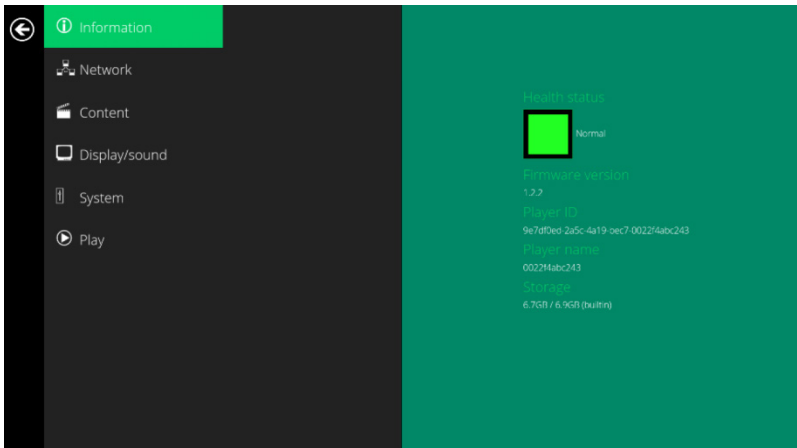 Information
Network
Content
Display/sound
System
Play
Health status
Normal
Firmware version
1.2.2
Player ID
9e7df0ed-2a5c-4a19-bec7-0022f4abc243
Player name
0022f4abc243
Storage
6.7GB / 6.9GB (builtin)